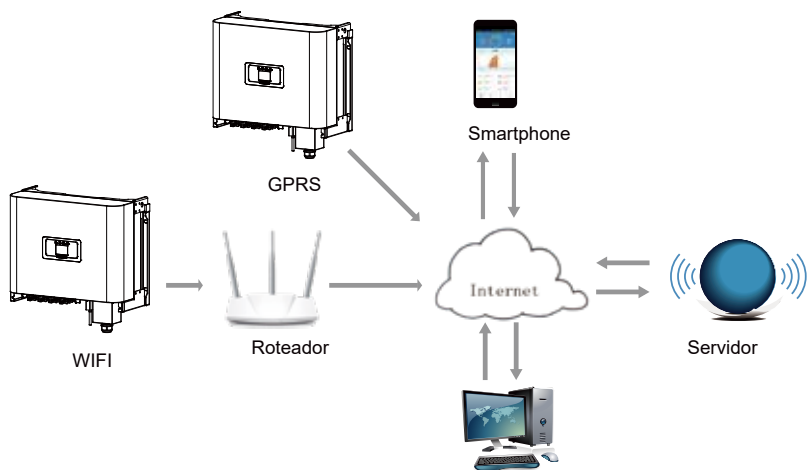 Smartphone
GPRS
Internet
WIFI
Roteador
Servidor